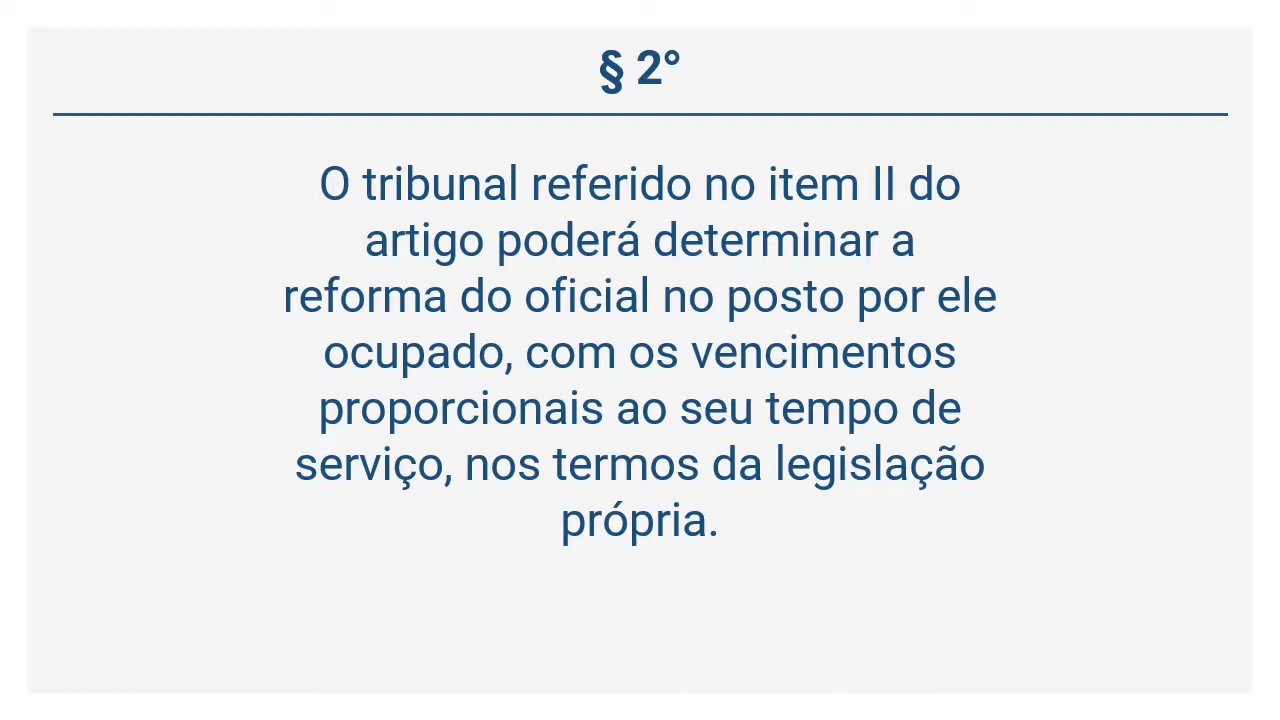 § 2°
O tribunal referido no item II do
artigo poderá determinar a
reforma do oficial no posto por ele
ocupado, com os vencimentos
proporcionais ao seu tempo de
serviço, nos termos da legislação
própria.